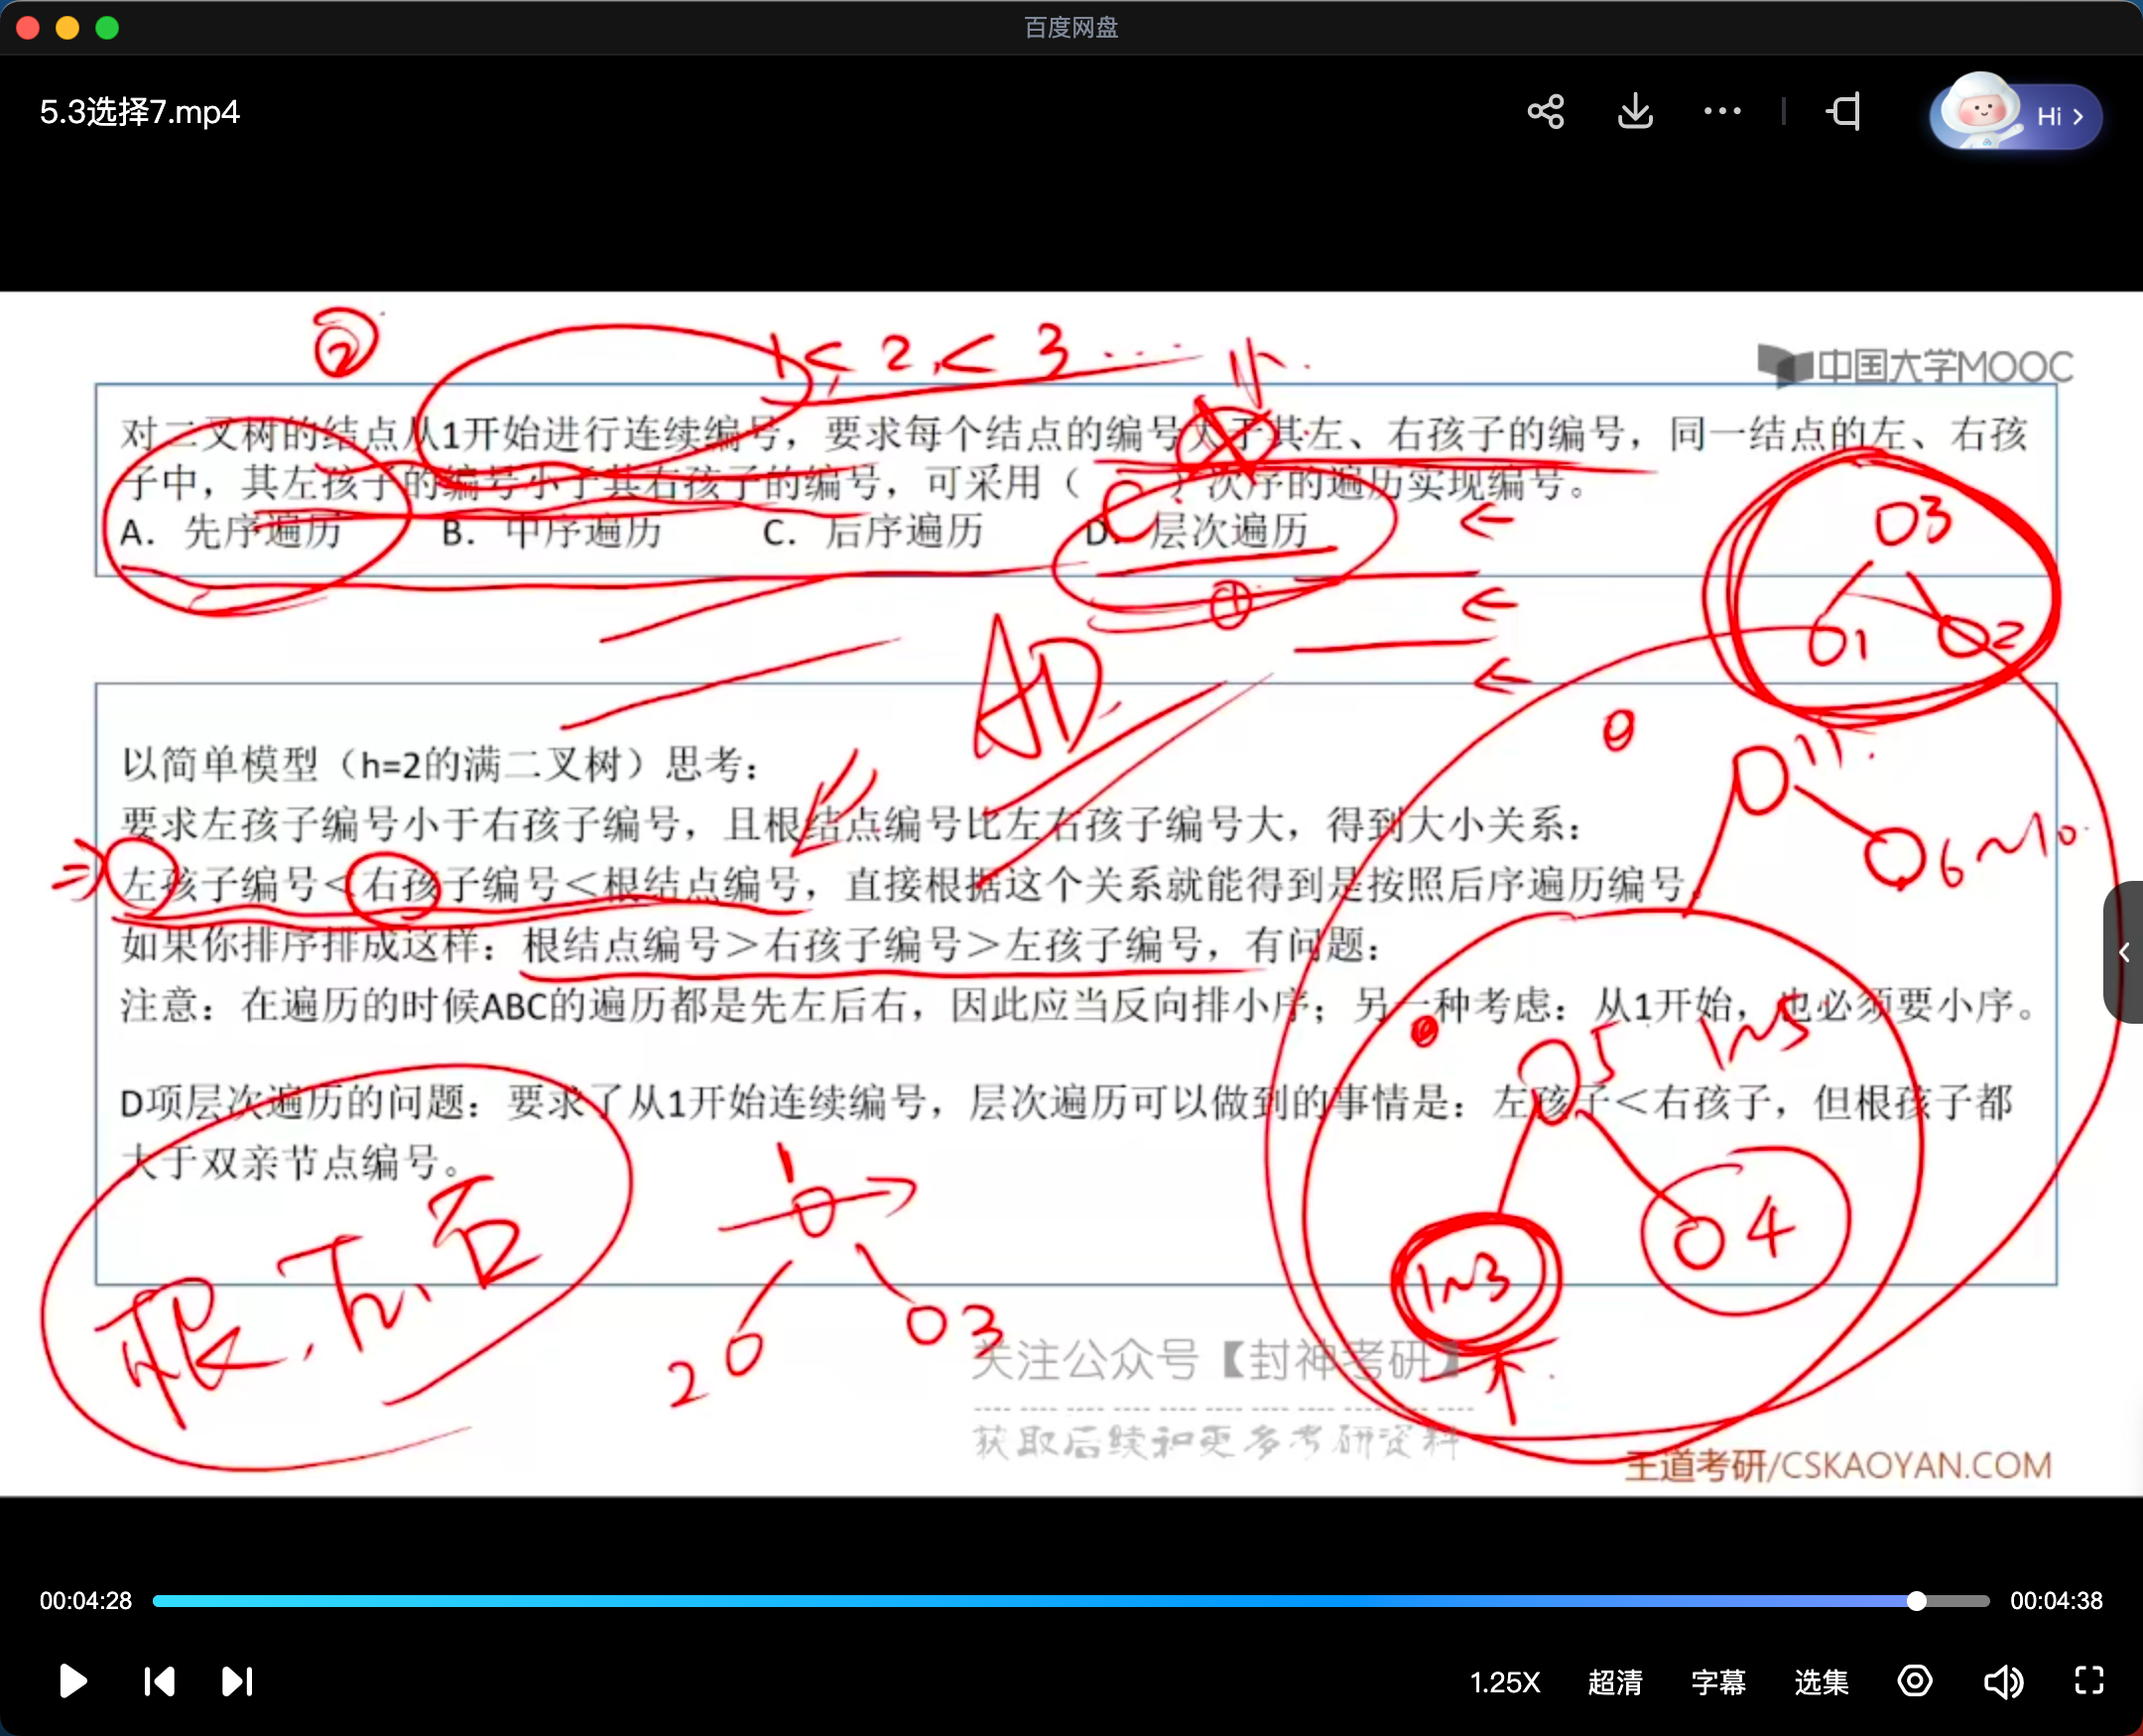 百度网盘
5.3选择7.mp4
Hi
② 1 < 2 < 3 ...
中国大学MOOC
对二叉树的结点从1开始进行连续编号，要求每个结点的编号大于其左、右孩子的编号，同一结点的左、右孩
子中，其左孩子的编号小于其右孩子的编号，可采用（ C ）次序的遍历实现编号。
A. 先序遍历 B. 中序遍历 C. 后序遍历 D. 层次遍历
①
3
1 2
AD
以简单模型（h=2的满二叉树）思考：
11
要求左孩子编号小于右孩子编号，且根结点编号比左右孩子编号大，得到大小关系：
6~10
左孩子编号＜右孩子编号＜根结点编号，直接根据这个关系就能得到是按照后序遍历编号
如果你排序排成这样：根结点编号＞右孩子编号＞左孩子编号，有问题：
注意：在遍历的时候ABC的遍历都是先左后右，因此应当反向排小序；另一种考虑：从1开始，也必须要小序。
5 1~5
D项层次遍历的问题：要求了从1开始连续编号，层次遍历可以做到的事情是：左孩子＜右孩子，但根孩子都
大于双亲节点编号。
1
根、左、右
1~3 4
2 3
关注公众号【封神考研】
获取后续和更多考研资料
王道考研/CSKAOYAN.COM
00:04:28 00:04:38
1.25X 超清 字幕 选集